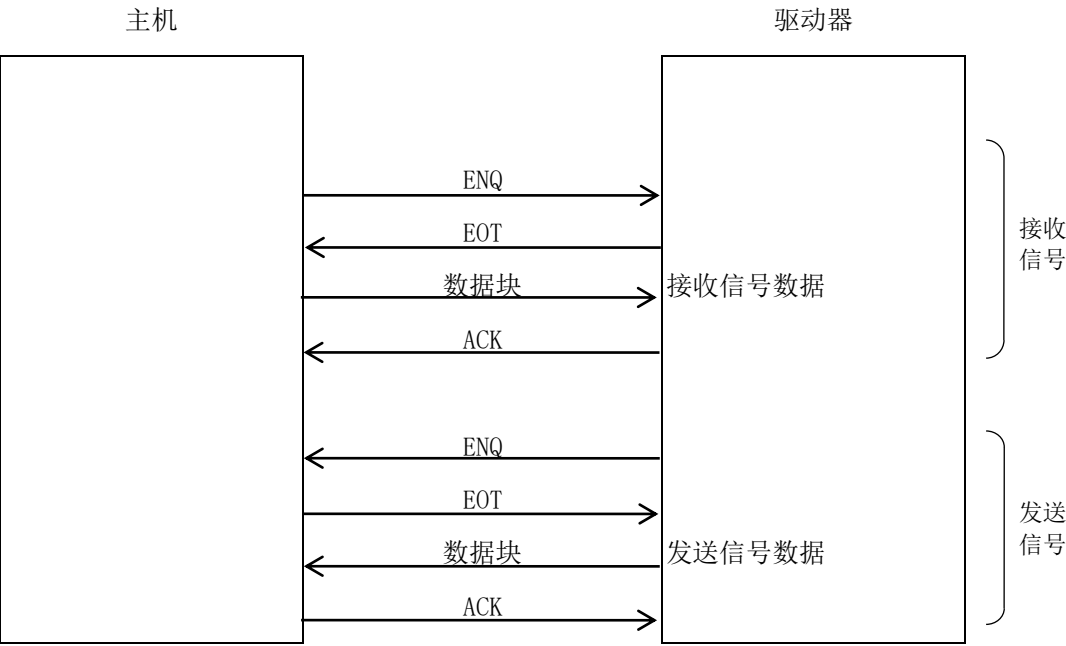 主机
驱动器
ENQ
EOT
数据块
接收信号数据
ACK
接收
信号
ENQ
EOT
数据块
发送信号数据
ACK
发送
信号